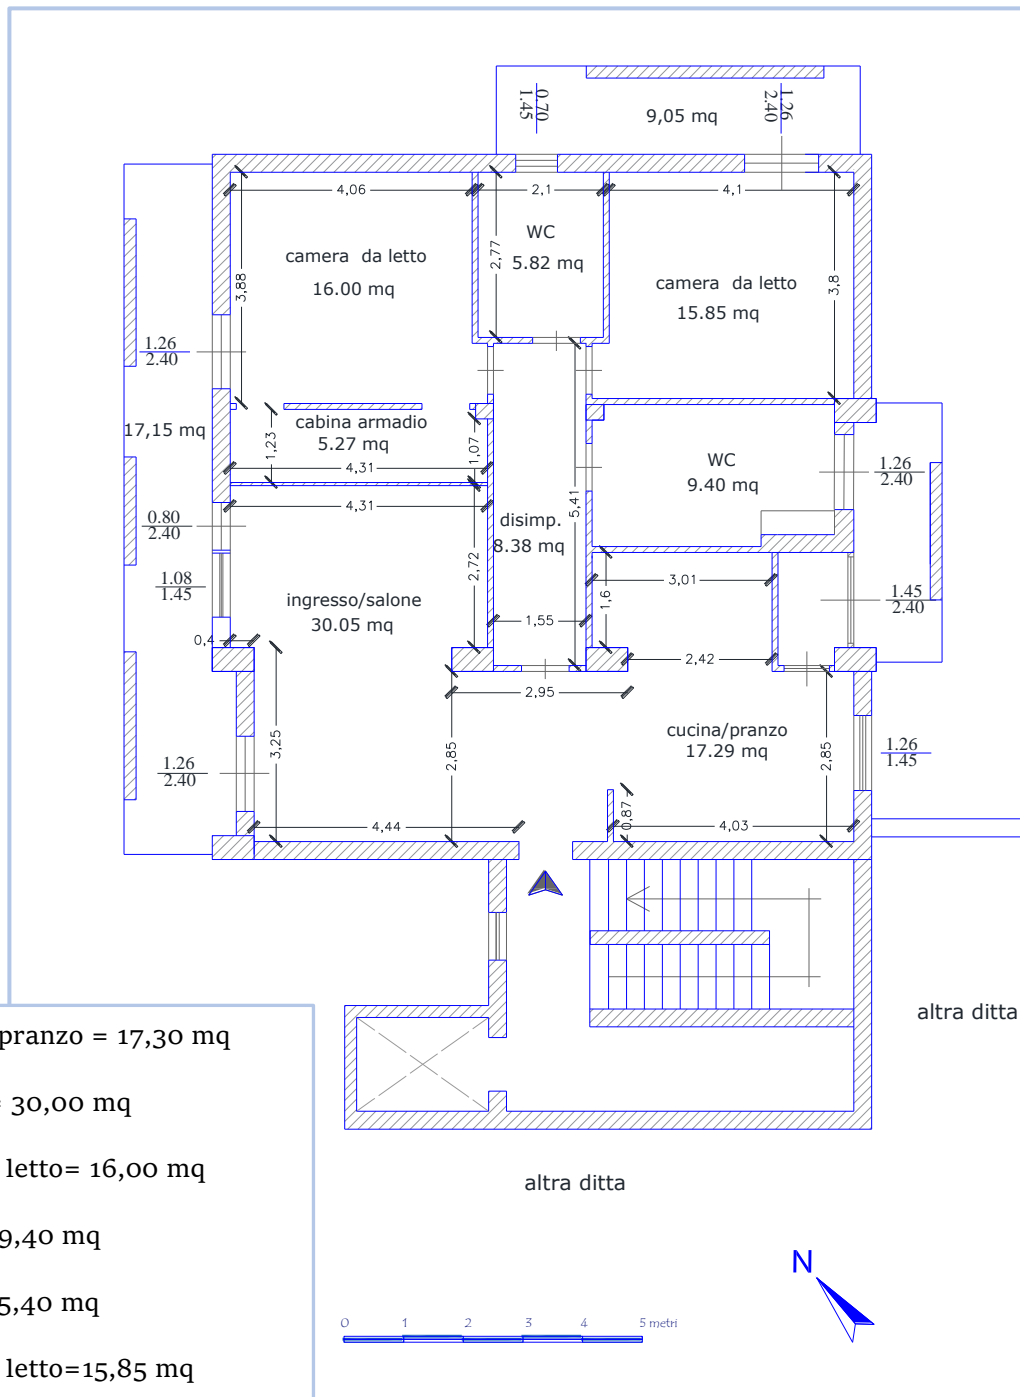 0.70
1.45
9,05 mq
1.26
2.40
4,06
2,1
4,1
WC
5.82 mq
2,77
camera da letto
16.00 mq
3,88
camera da letto
15.85 mq
3,8
1.26
2.40
17,15 mq
cabina armadio
5.27 mq
1,23
1,07
4,31
4,31
WC
9.40 mq
1.26
2.40
0.80
2.40
disimp.
8.38 mq
5,41
2,72
1.08
1.45
ingresso/salone
30.05 mq
3,01
1,6
1.45
2.40
0,4
1,55
2,42
2,95
3,25
2,85
cucina/pranzo
17.29 mq
2,85
1.26
1.45
1.26
2.40
0,87
4,44
4,03
altra ditta
pranzo = 17,30 mq
= 30,00 mq
letto= 16,00 mq
9,40 mq
5,40 mq
letto=15,85 mq
altra ditta
N
0 1 2 3 4 5 metri